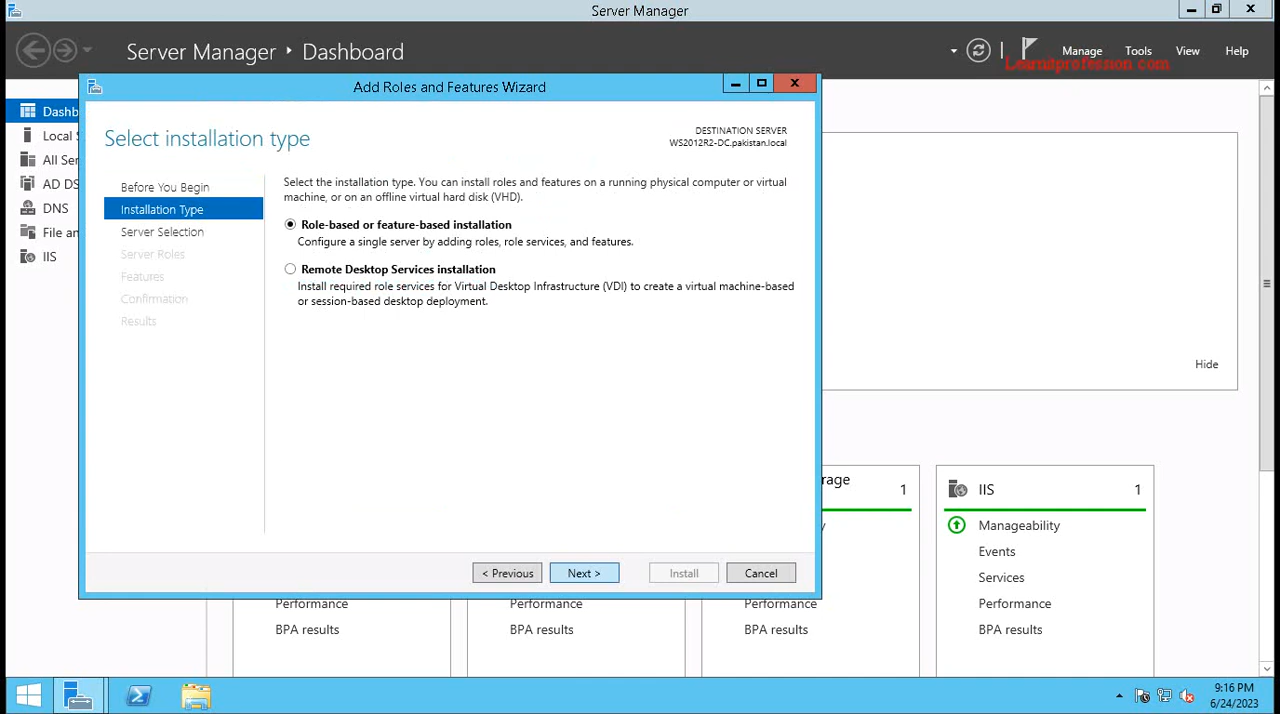 Server Manager
Server Manager • Dashboard
Manage Tools View Help
Learn4profession.com
Add Roles and Features Wizard
Dashb
Local S
All Ser
AD DS
DNS
File an
IIS
Select installation type
DESTINATION SERVER
WS2012R2-DC.pakistan.local
Before You Begin
Installation Type
Server Selection
Server Roles
Features
Confirmation
Results
Select the installation type. You can install roles and features on a running physical computer or virtual
machine, or on an offline virtual hard disk (VHD).
Role-based or feature-based installation
Configure a single server by adding roles, role services, and features.
Remote Desktop Services installation
Install required role services for Virtual Desktop Infrastructure (VDI) to create a virtual machine-based
or session-based desktop deployment.
< Previous Next > Install Cancel
Hide
rage 1
y
IIS 1
Manageability
Events
Services
Performance
BPA results
Performance
BPA results
Performance
BPA results
Performance
BPA results
9:16 PM
6/24/2023